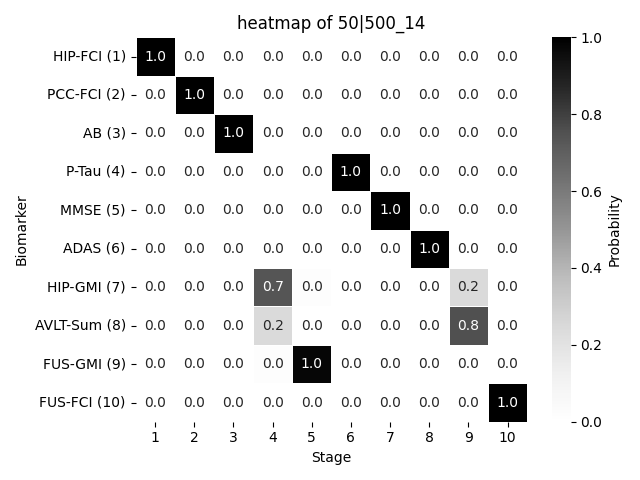 heatmap of 50|500_14
HIP-FCI (1) 1.0 0.0 0.0 0.0 0.0 0.0 0.0 0.0 0.0 0.0
PCC-FCI (2) 0.0 1.0 0.0 0.0 0.0 0.0 0.0 0.0 0.0 0.0
AB (3) 0.0 0.0 1.0 0.0 0.0 0.0 0.0 0.0 0.0 0.0
P-Tau (4) 0.0 0.0 0.0 0.0 0.0 1.0 0.0 0.0 0.0 0.0
MMSE (5) 0.0 0.0 0.0 0.0 0.0 0.0 1.0 0.0 0.0 0.0
ADAS (6) 0.0 0.0 0.0 0.0 0.0 0.0 0.0 1.0 0.0 0.0
HIP-GMI (7) 0.0 0.0 0.0 0.7 0.0 0.0 0.0 0.0 0.2 0.0
AVLT-Sum (8) 0.0 0.0 0.0 0.2 0.0 0.0 0.0 0.0 0.8 0.0
FUS-GMI (9) 0.0 0.0 0.0 0.0 1.0 0.0 0.0 0.0 0.0 0.0
FUS-FCI (10) 0.0 0.0 0.0 0.0 0.0 0.0 0.0 0.0 0.0 1.0
1 2 3 4 5 6 7 8 9 10
Stage
Biomarker
1.0
0.8
0.6
0.4
0.2
0.0
Probability